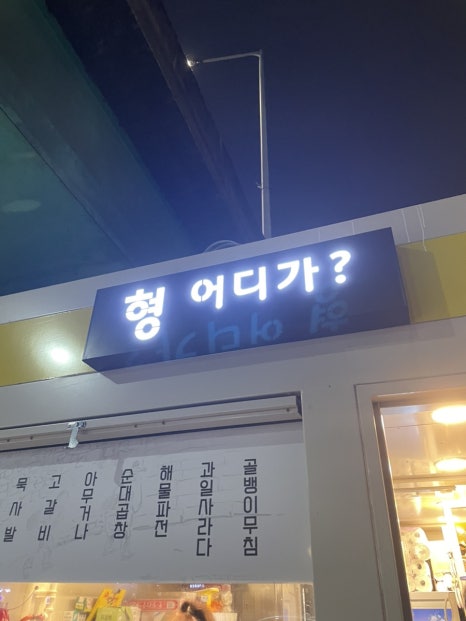 형 어디가?
묵사발
고갈비
아무거나
순대곱창
해물파전
과일사라다
골뱅이무침